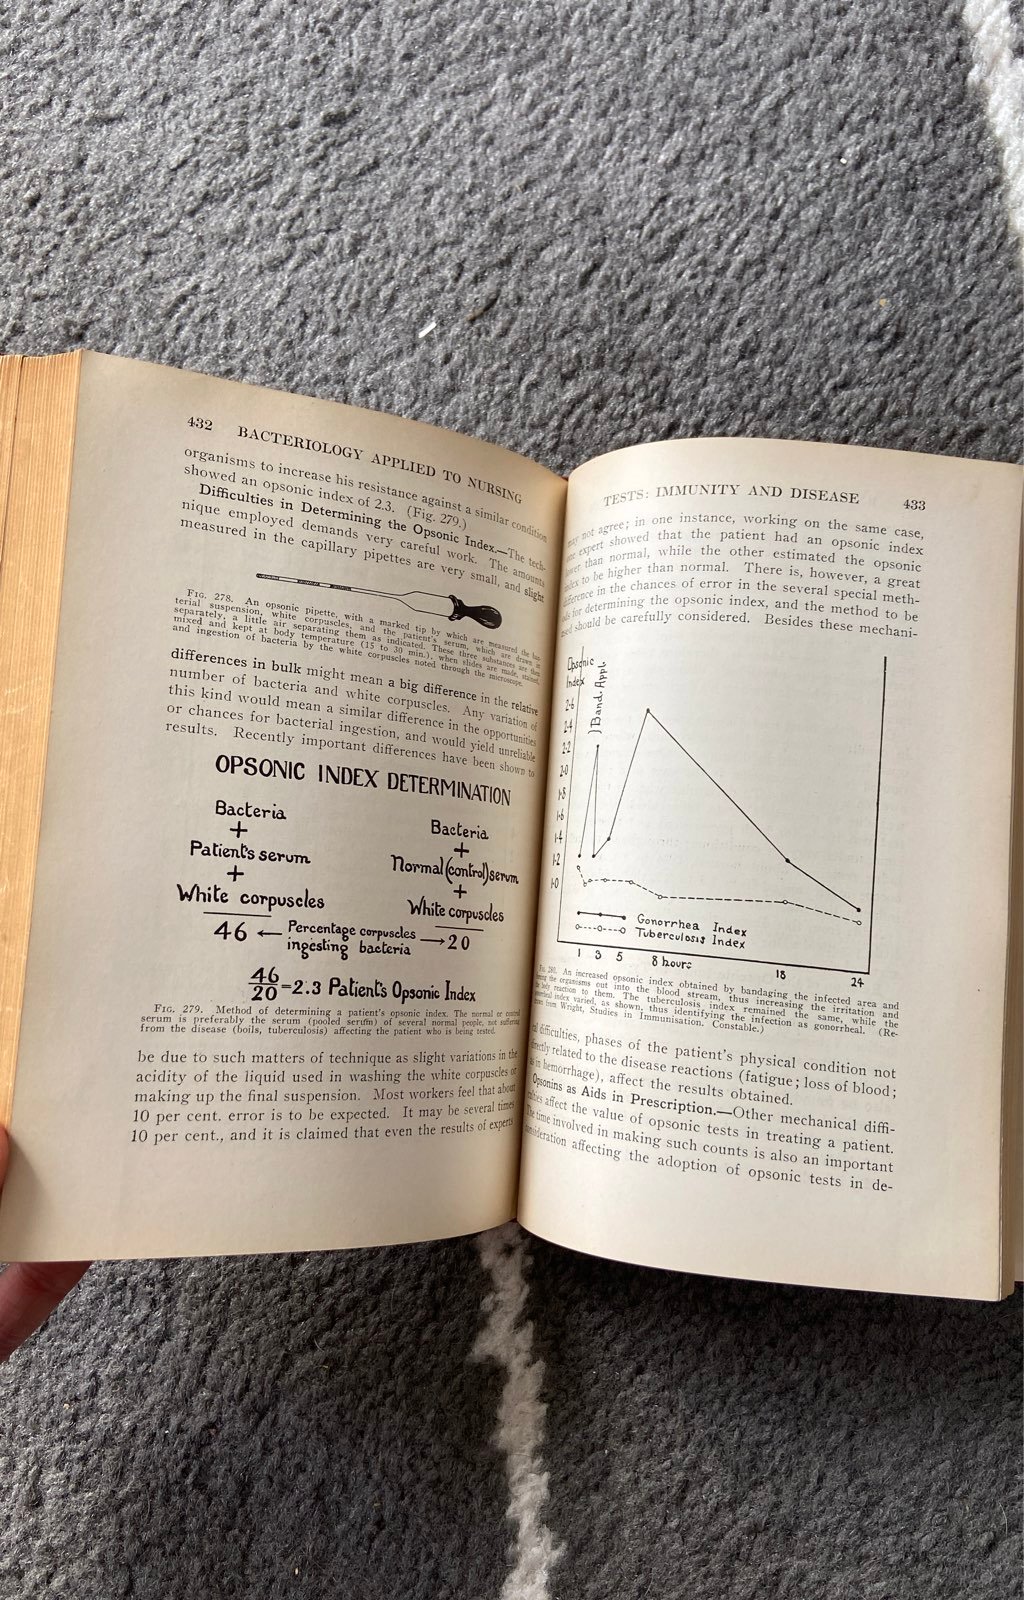 432 BACTERIOLOGY APPLIED TO NURSING
organisms to increase his resistance against a similar condition
showed an opsonic index of 2.3. (Fig. 279.)
Difficulties in Determining the Opsonic Index.—The tech-
nique employed demands very careful work. The amounts
measured in the capillary pipettes are very small, and slight
FIG. 278. An opsonic pipette, with a marked tip by which are measured the bac-
terial suspension, white corpuscles, and the patient's serum, which are drawn in
separately, a little air separating them as indicated. These three substances are then
mixed and kept at body temperature (15 to 30 min.), when slides are made, stained,
and ingestion of bacteria by the white corpuscles noted through the microscope.
differences in bulk might mean a big difference in the relative
number of bacteria and white corpuscles. Any variation of
this kind would mean a similar difference in the opportunities
or chances for bacterial ingestion, and would yield unreliable
results. Recently important differences have been shown to
OPSONIC INDEX DETERMINATION
Bacteria
+
Patient's serum
+
White corpuscles
46 ←
Bacteria
+
Normal (control) serum
+
White corpuscles
→ 20
Percentage corpuscles
ingesting bacteria
46/20 = 2.3 Patient's Opsonic Index
FIG. 279. Method of determining a patient's opsonic index. The normal or control
serum is preferably the serum (pooled serum) of several normal people, not suffering
from the disease (boils, tuberculosis) affecting the patient who is being tested.
be due to such matters of technique as slight variations in the
acidity of the liquid used in washing the white corpuscles or
making up the final suspension. Most workers feel that about
10 per cent. error is to be expected. It may be several times
10 per cent., and it is claimed that even the results of experts
TESTS: IMMUNITY AND DISEASE 433
may not agree; in one instance, working on the same case,
one expert showed that the patient had an opsonic index
lower than normal, while the other estimated the opsonic
index to be higher than normal. There is, however, a great
difference in the chances of error in the several special meth-
ods for determining the opsonic index, and the method to be
used should be carefully considered. Besides these mechani-
Opsonic
Index
Band. Appl
2·6
2·4
2·2
2·0
1·8
1·6
1·4
1·2
1·0
Gonorrhea Index
Tuberculosis Index
1 3 5 8 hours 18 24
FIG. 280. An increased opsonic index obtained by bandaging the infected area and
the organisms out into the blood stream, thus increasing the irritation and
body reaction to them. The tuberculosis index remained the same, while the
gonorrheal index varied, as shown, thus identifying the infection as gonorrheal. (Re-
from Wright, Studies in Immunisation. Constable.)
cal difficulties, phases of the patient's physical condition not
directly related to the disease reactions (fatigue; loss of blood;
as in hemorrhage), affect the results obtained.
Opsonins as Aids in Prescription.—Other mechanical diffi-
culties affect the value of opsonic tests in treating a patient.
The time involved in making such counts is also an important
consideration affecting the adoption of opsonic tests in de-